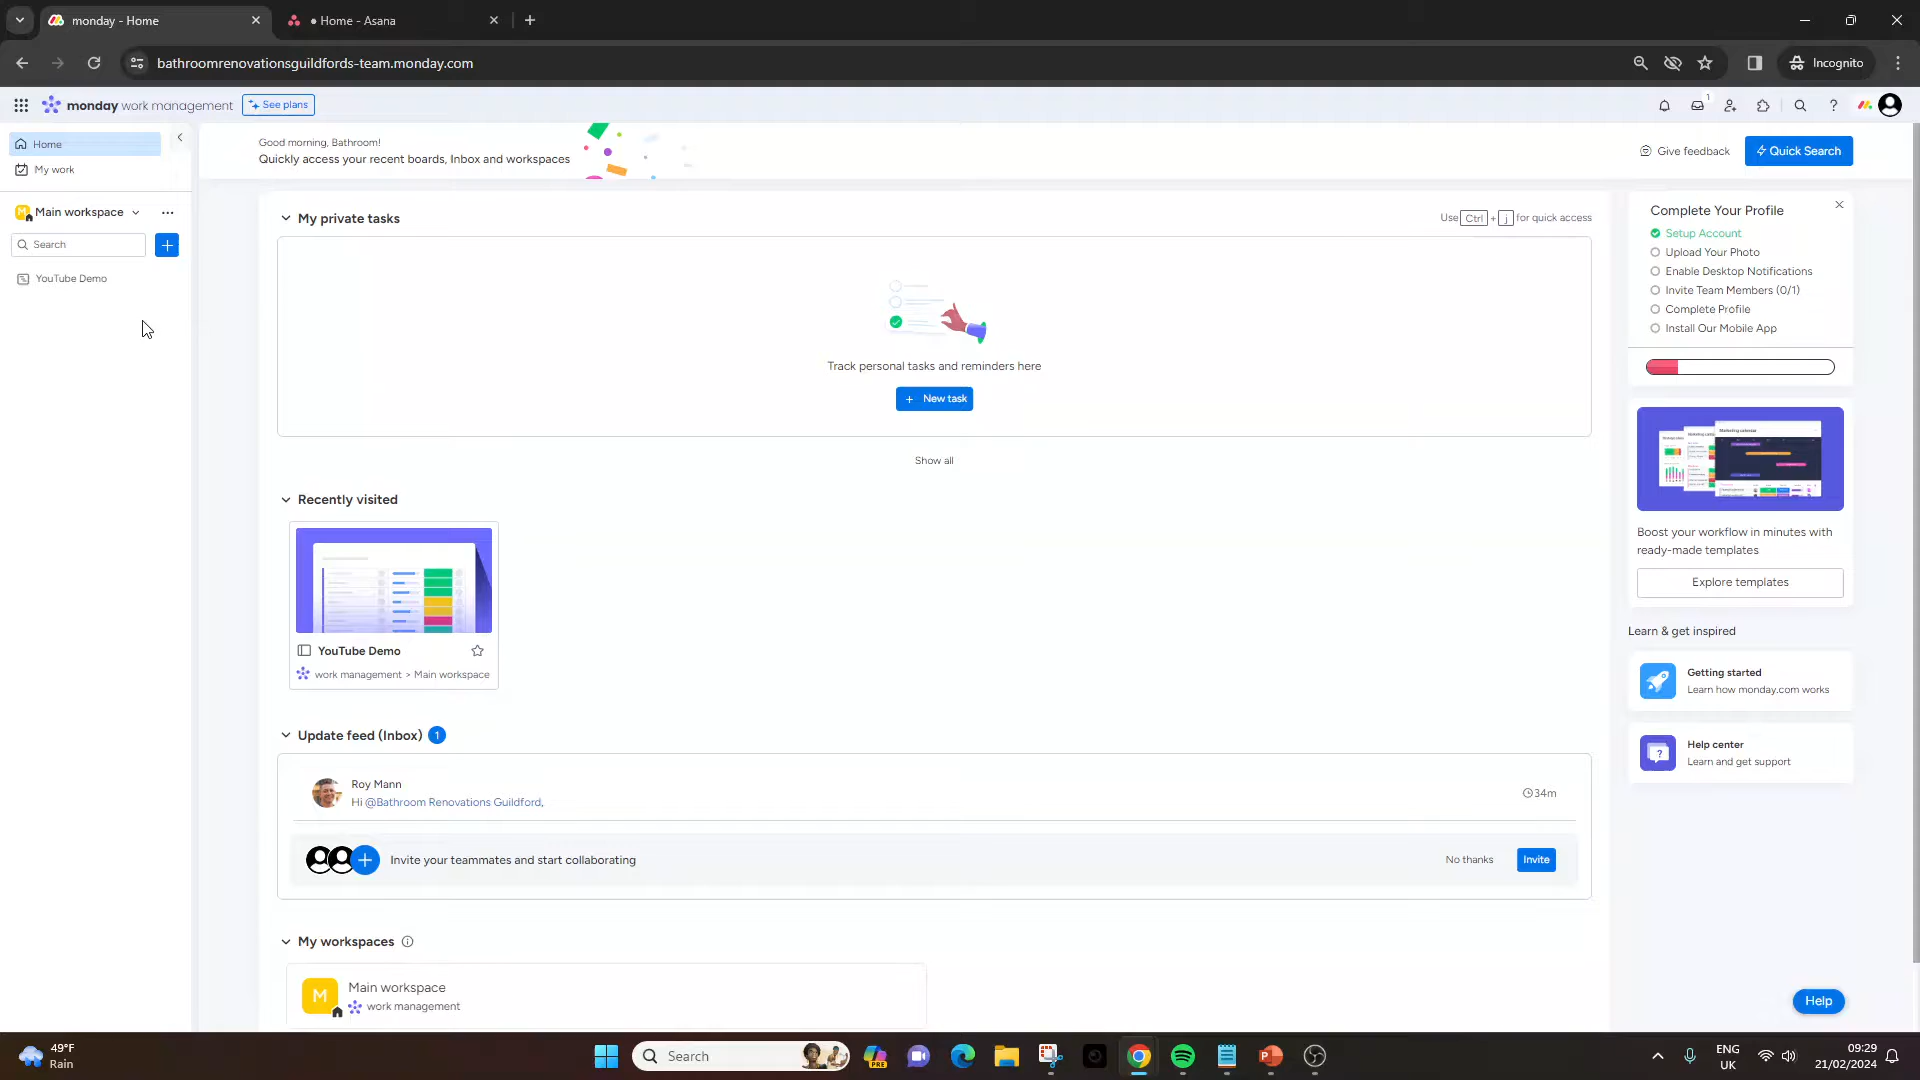 monday - Home
Home - Asana
bathroomrenovationsguildfords-team.monday.com
Incognito
monday work management
See plans
1
Home
My work
Main workspace
Search
YouTube Demo
Good morning, Bathroom!
Quickly access your recent boards, Inbox and workspaces
Give feedback
Quick Search
My private tasks
Use Ctrl + j for quick access
Track personal tasks and reminders here
+ New task
Show all
Recently visited
YouTube Demo
work management > Main workspace
Update feed (Inbox) 1
Roy Mann
Hi @Bathroom Renovations Guildford,
34m
Invite your teammates and start collaborating
No thanks
Invite
My workspaces
M
Main workspace
work management
Complete Your Profile
Setup Account
Upload Your Photo
Enable Desktop Notifications
Invite Team Members (0/1)
Complete Profile
Install Our Mobile App
Marketing calendar
Boost your workflow in minutes with
ready-made templates
Explore templates
Learn & get inspired
Getting started
Learn how monday.com works
Help center
Learn and get support
Help
49°F
Rain
Search
PRE
ENG
UK
09:29
21/02/2024